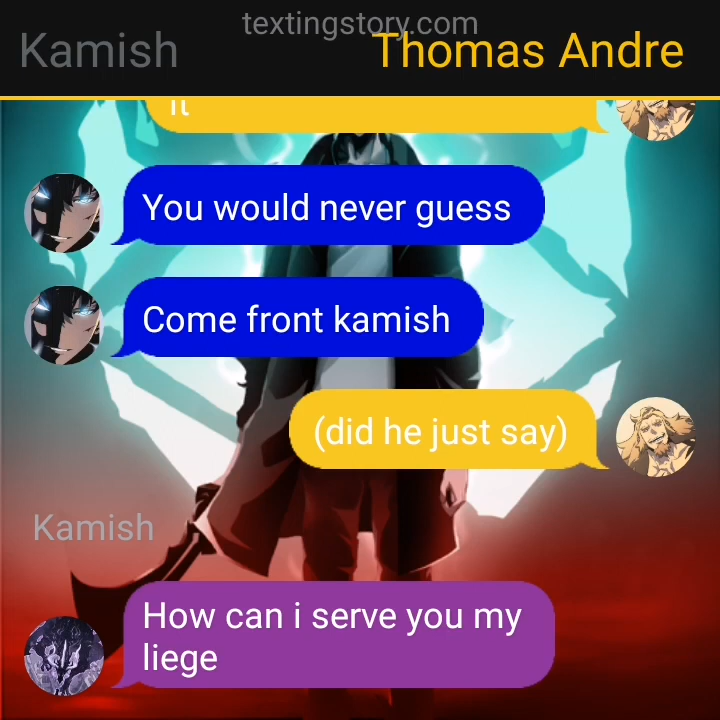 textingstory.com
Kamish
Thomas Andre
it
You would never guess
Come front kamish
(did he just say)
Kamish
How can i serve you my
liege